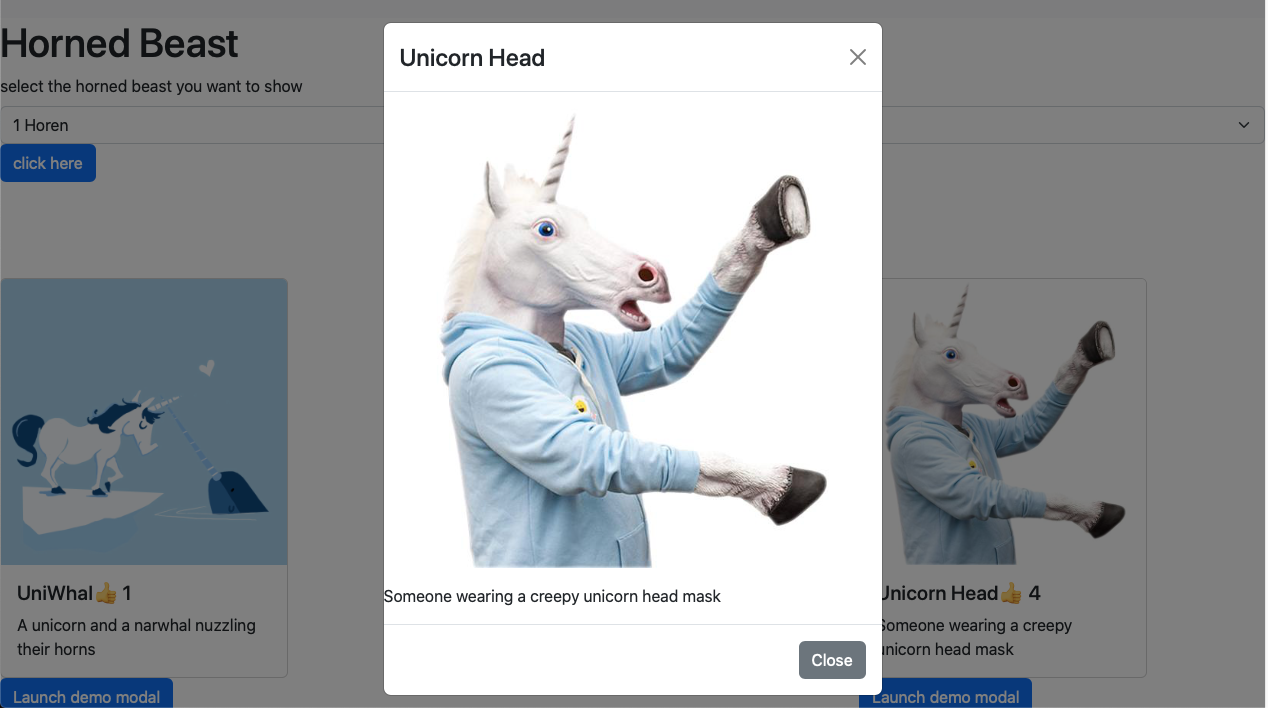 Horned Beast
select the horned beast you want to show
1 Horen
click here
Unicorn Head
Someone wearing a creepy unicorn head mask
Close
UniWhal👍 1
A unicorn and a narwhal nuzzling
their horns
Launch demo modal
Unicorn Head👍 4
Someone wearing a creepy
unicorn head mask
Launch demo modal